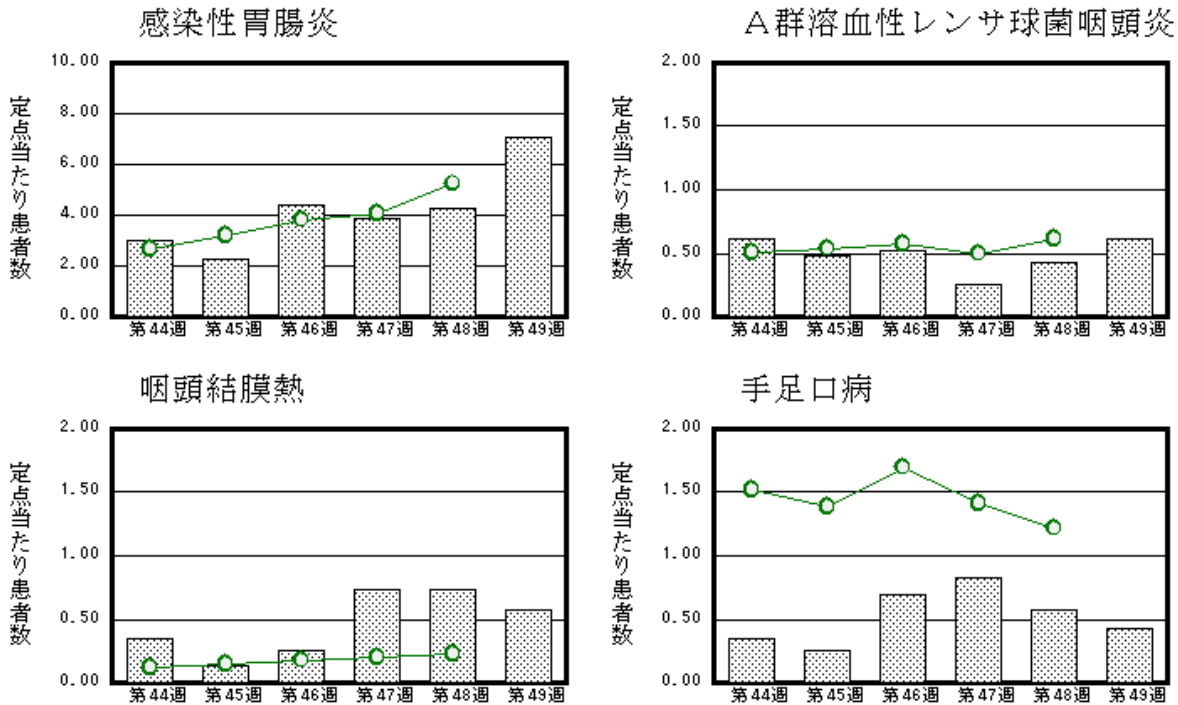 感染性胃腸炎
定点当たり患者数
10.00
8.00
6.00
4.00
2.00
0.00
第44週 第45週 第46週 第47週 第48週 第49週
A群溶血性レンサ球菌咽頭炎
定点当たり患者数
2.00
1.50
1.00
0.50
0.00
第44週 第45週 第46週 第47週 第48週 第49週
咽頭結膜熱
定点当たり患者数
2.00
1.50
1.00
0.50
0.00
第44週 第45週 第46週 第47週 第48週 第49週
手足口病
定点当たり患者数
2.00
1.50
1.00
0.50
0.00
第44週 第45週 第46週 第47週 第48週 第49週